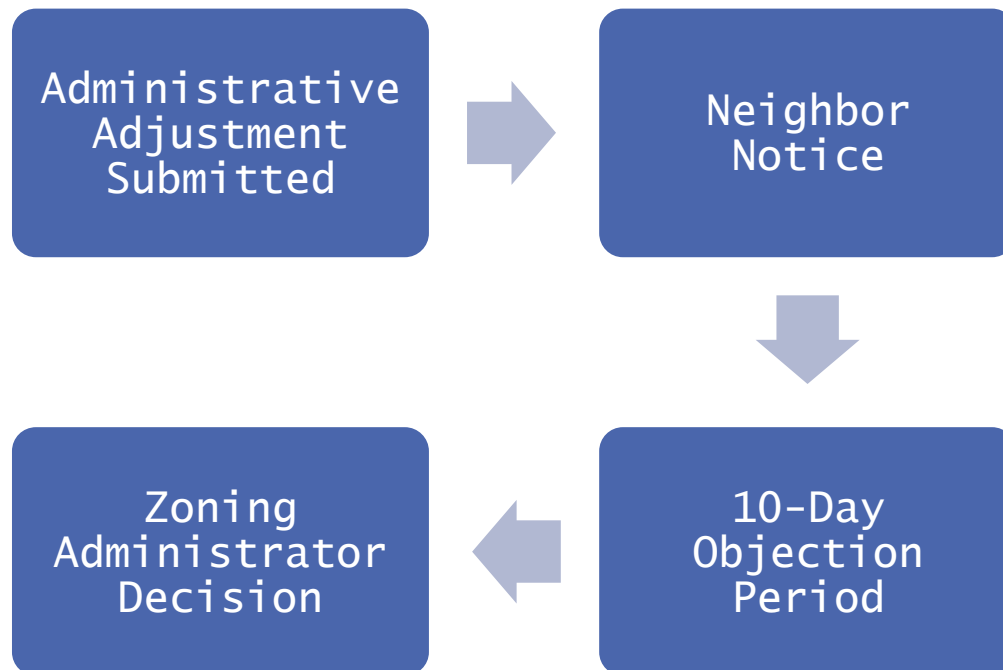 Administrative
Adjustment
Submitted
Neighbor
Notice
10-Day
Objection
Period
Zoning
Administrator
Decision